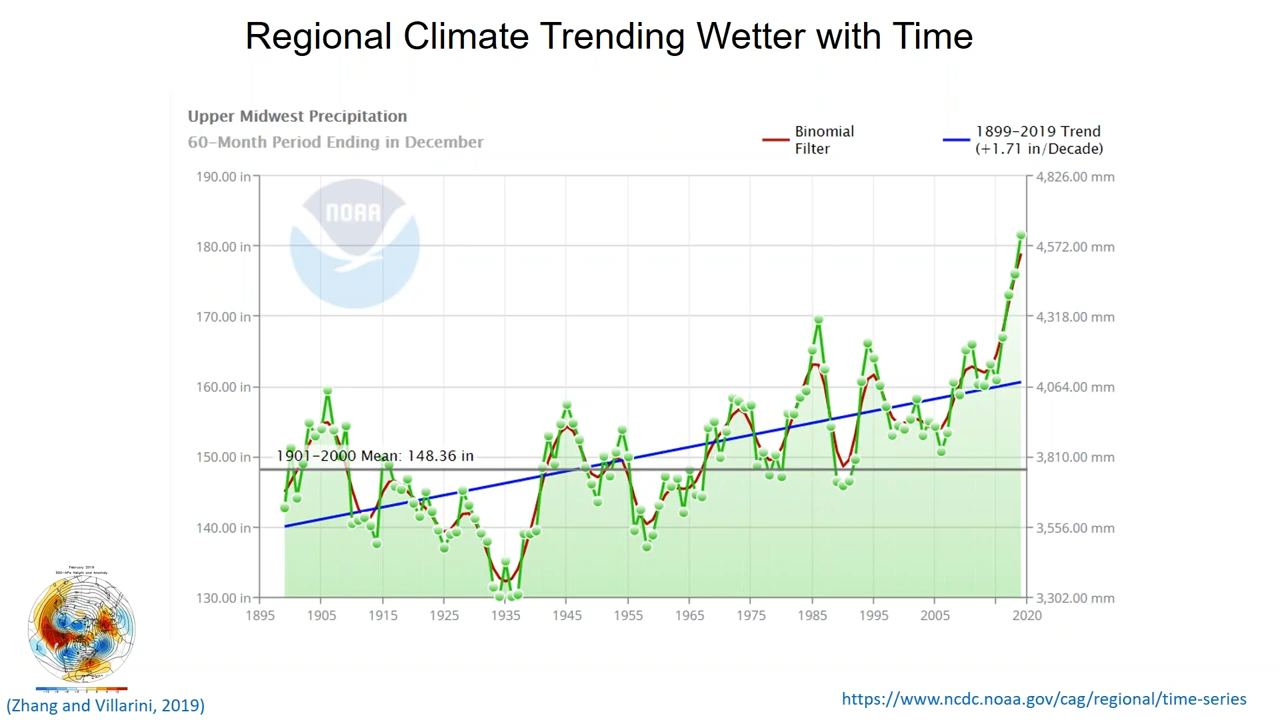 Regional Climate Trending Wetter with Time
Upper Midwest Precipitation
60-Month Period Ending in December
Binomial
Filter
1899-2019 Trend
(+1.71 in/Decade)
190.00 in
180.00 in
170.00 in
160.00 in
150.00 in
140.00 in
130.00 in
NOAA
1901-2000 Mean: 148.36 in
4,826.00 mm
4,572.00 mm
4,318.00 mm
4,064.00 mm
3,810.00 mm
3,556.00 mm
3,302.00 mm
1895 1905 1915 1925 1935 1945 1955 1965 1975 1985 1995 2005 2020
February 2019
(Zhang and Villarini, 2019)
https://www.ncdc.noaa.gov/cag/regional/time-series